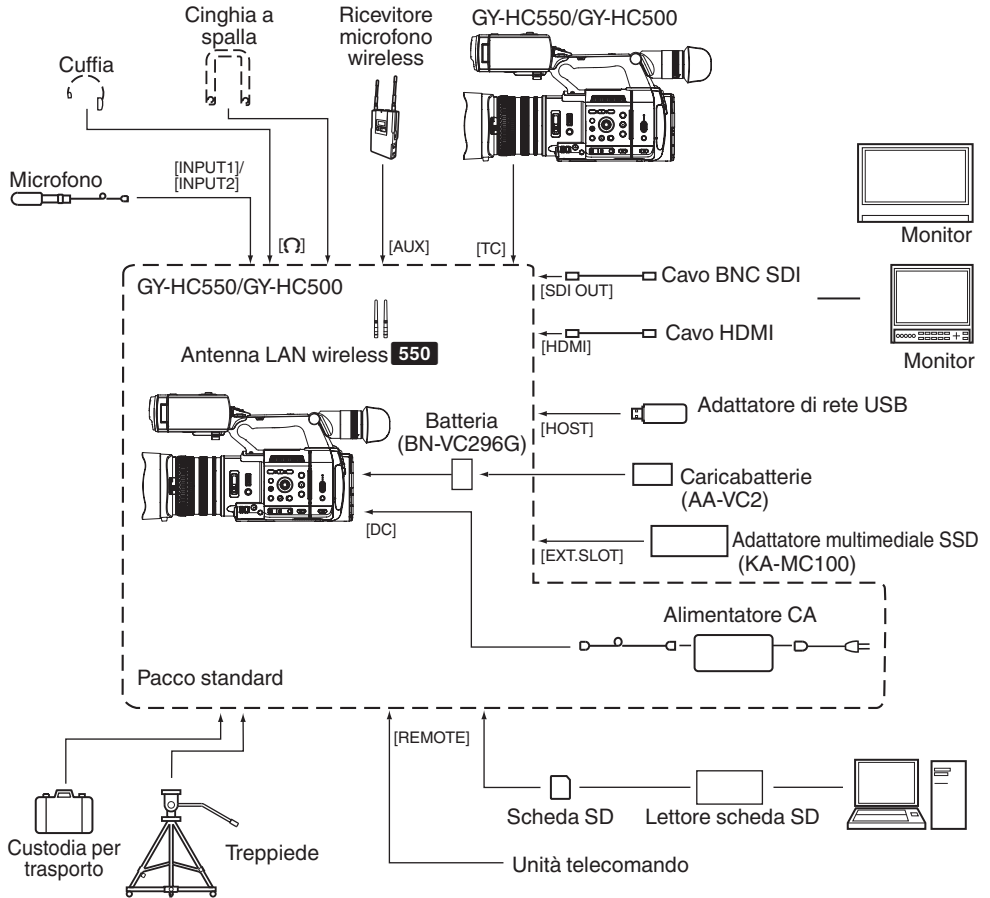 Cinghia a
spalla
Ricevitore
microfono
wireless
GY-HC550/GY-HC500
Cuffia
Microfono
[INPUT1]/
[INPUT2]
[Ω]
[AUX]
[TC]
Monitor
GY-HC550/GY-HC500
[SDI OUT]
Cavo BNC SDI
Antenna LAN wireless 550
[HDMI]
Cavo HDMI
Monitor
Batteria
(BN-VC296G)
[HOST]
Adattatore di rete USB
Caricabatterie
(AA-VC2)
[DC]
[EXT.SLOT]
Adattatore multimediale SSD
(KA-MC100)
Alimentatore CA
Pacco standard
[REMOTE]
Scheda SD
Lettore scheda SD
Custodia per
trasporto
Treppiede
Unità telecomando